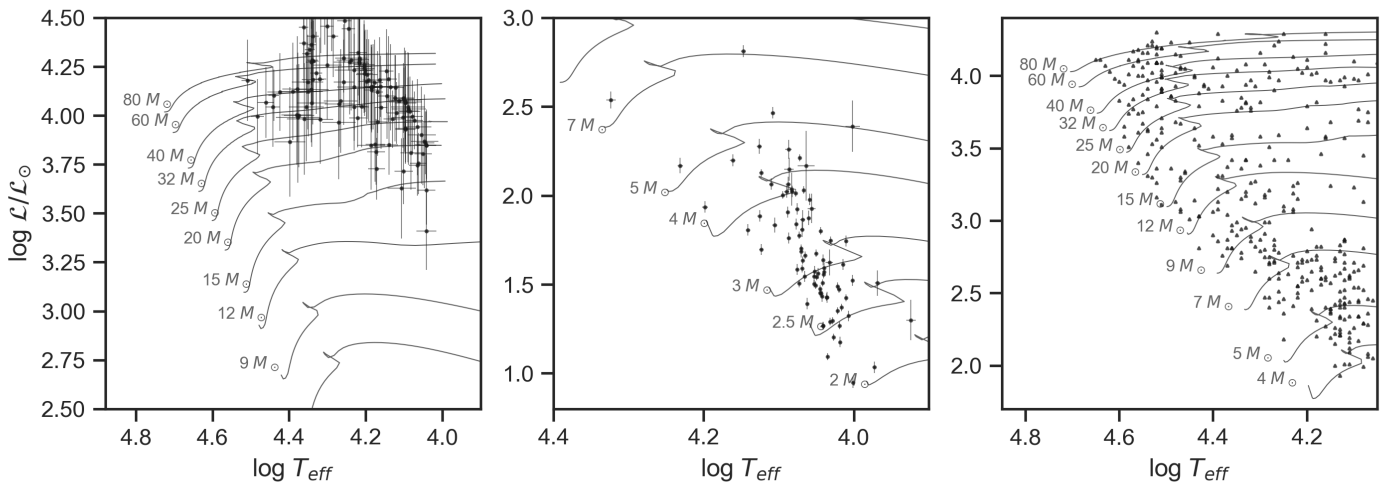 log ℒ/ℒ⊙
4.50
4.25
4.00
3.75
3.50
3.25
3.00
2.75
2.50
80 M⊙
60 M⊙
40 M⊙
32 M⊙
25 M⊙
20 M⊙
15 M⊙
12 M⊙
9 M⊙
4.8
4.6
4.4
4.2
4.0
log T_eff
3.0
2.5
2.0
1.5
1.0
7 M⊙
5 M⊙
4 M⊙
3 M⊙
2.5 M⊙
2 M⊙
4.4
4.2
4.0
log T_eff
4.0
3.5
3.0
2.5
2.0
80 M⊙
60 M⊙
40 M⊙
32 M⊙
25 M⊙
20 M⊙
15 M⊙
12 M⊙
9 M⊙
7 M⊙
5 M⊙
4 M⊙
4.8
4.6
4.4
4.2
log T_eff